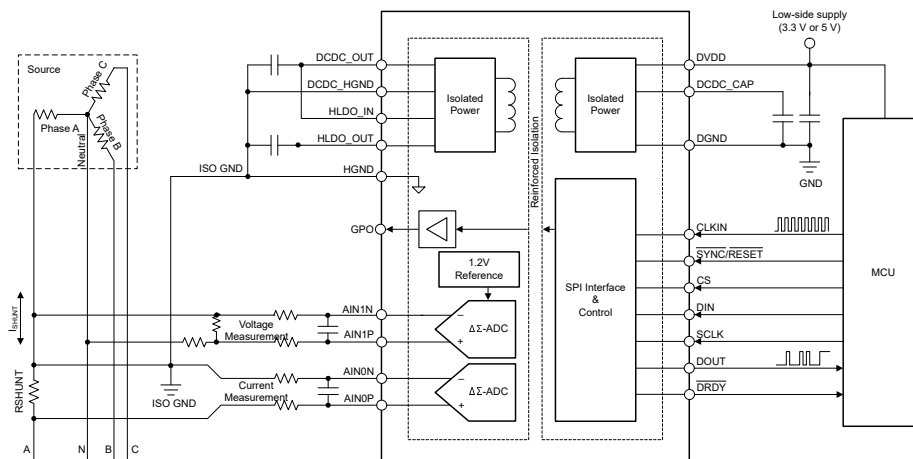 Low-side supply
(3.3 V or 5 V)
Source
Phase C
Phase A
Phase B
Neutral
DCDC_OUT
DCDC_HGND
HLDO_IN
HLDO_OUT
ISO GND
HGND
Isolated
Power
Reinforced Isolation
Isolated
Power
DVDD
DCDC_CAP
DGND
GND
GPO
1.2V
Reference
SPI Interface
&
Control
CLKIN
SYNC/RESET
CS
DIN
SCLK
DOUT
DRDY
MCU
ISHUNT
Voltage
Measurement
AIN1N
AIN1P
ΔΣ-ADC
−
+
RSHUNT
ISO GND
Current
Measurement
AIN0N
AIN0P
ΔΣ-ADC
−
+
A
N
B
C